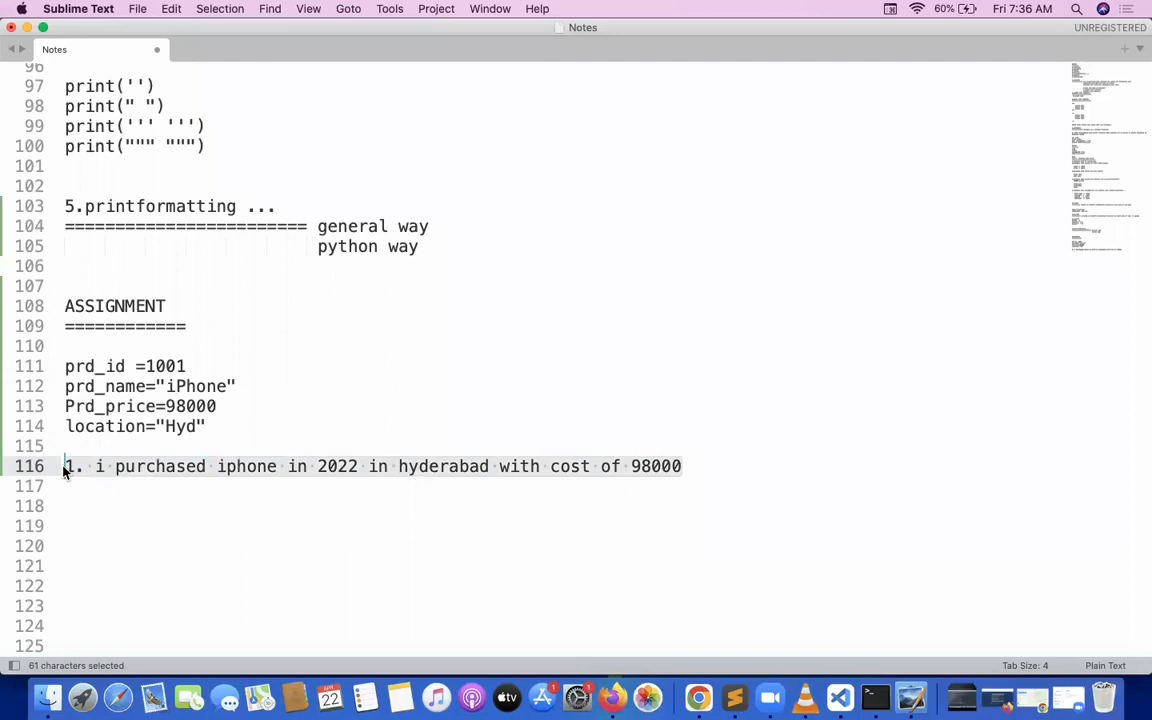 Sublime Text File Edit Selection Find View Goto Tools Project Window Help 60% Fri 7:36 AM
Notes UNREGISTERED
Notes
96
97 print('')
98 print(" ")
99 print(''' ''')
100 print(""" """)
101
102
103 5.printformatting ...
104 ======================== general way
105 python way
106
107
108 ASSIGNMENT
109 ============
110
111 prd_id =1001
112 prd_name="iPhone"
113 Prd_price=98000
114 location="Hyd"
115
116 1. i purchased iphone in 2022 in hyderabad with cost of 98000
117
118
119
120
121
122
123
124
125
61 characters selected Tab Size: 4 Plain Text
22